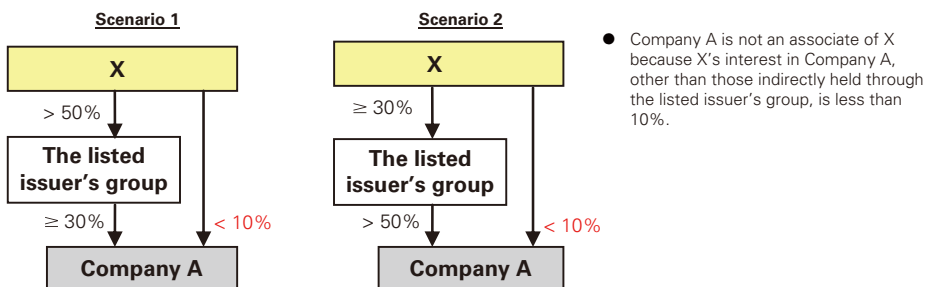 Scenario 1
X
> 50%
The listed
issuer's group
≥ 30%
< 10%
Company A
Scenario 2
X
≥ 30%
The listed
issuer's group
> 50%
< 10%
Company A
● Company A is not an associate of X
because X's interest in Company A,
other than those indirectly held through
the listed issuer's group, is less than
10%.